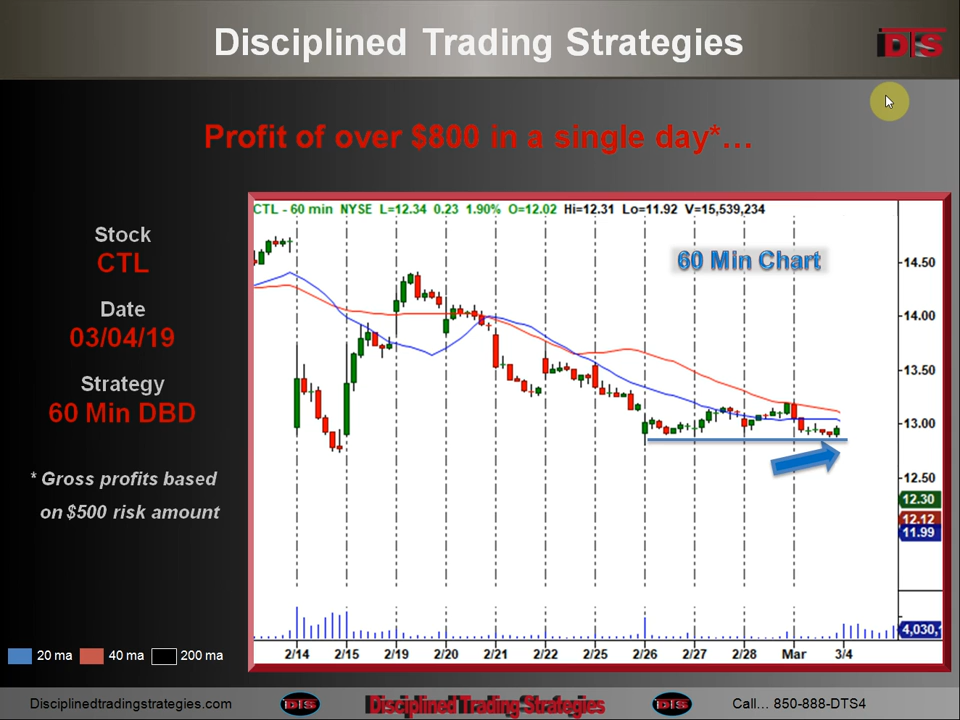 Disciplined Trading Strategies
iDTS
Profit of over $800 in a single day*...
Stock
CTL
Date
03/04/19
Strategy
60 Min DBD
* Gross profits based
on $500 risk amount
20 ma 40 ma 200 ma
CTL - 60 min NYSE L=12.34 0.23 1.90% O=12.02 Hi=12.31 Lo=11.92 V=15,539,234
60 Min Chart
14.50
14.00
13.50
13.00
12.50
12.30
12.12
11.99
4,030,
2/14 2/15 2/19 2/20 2/21 2/22 2/25 2/26 2/27 2/28 Mar 3/4
Disciplinedtradingstrategies.com iDTS Disciplined Trading Strategies iDTS Call... 850-888-DTS4